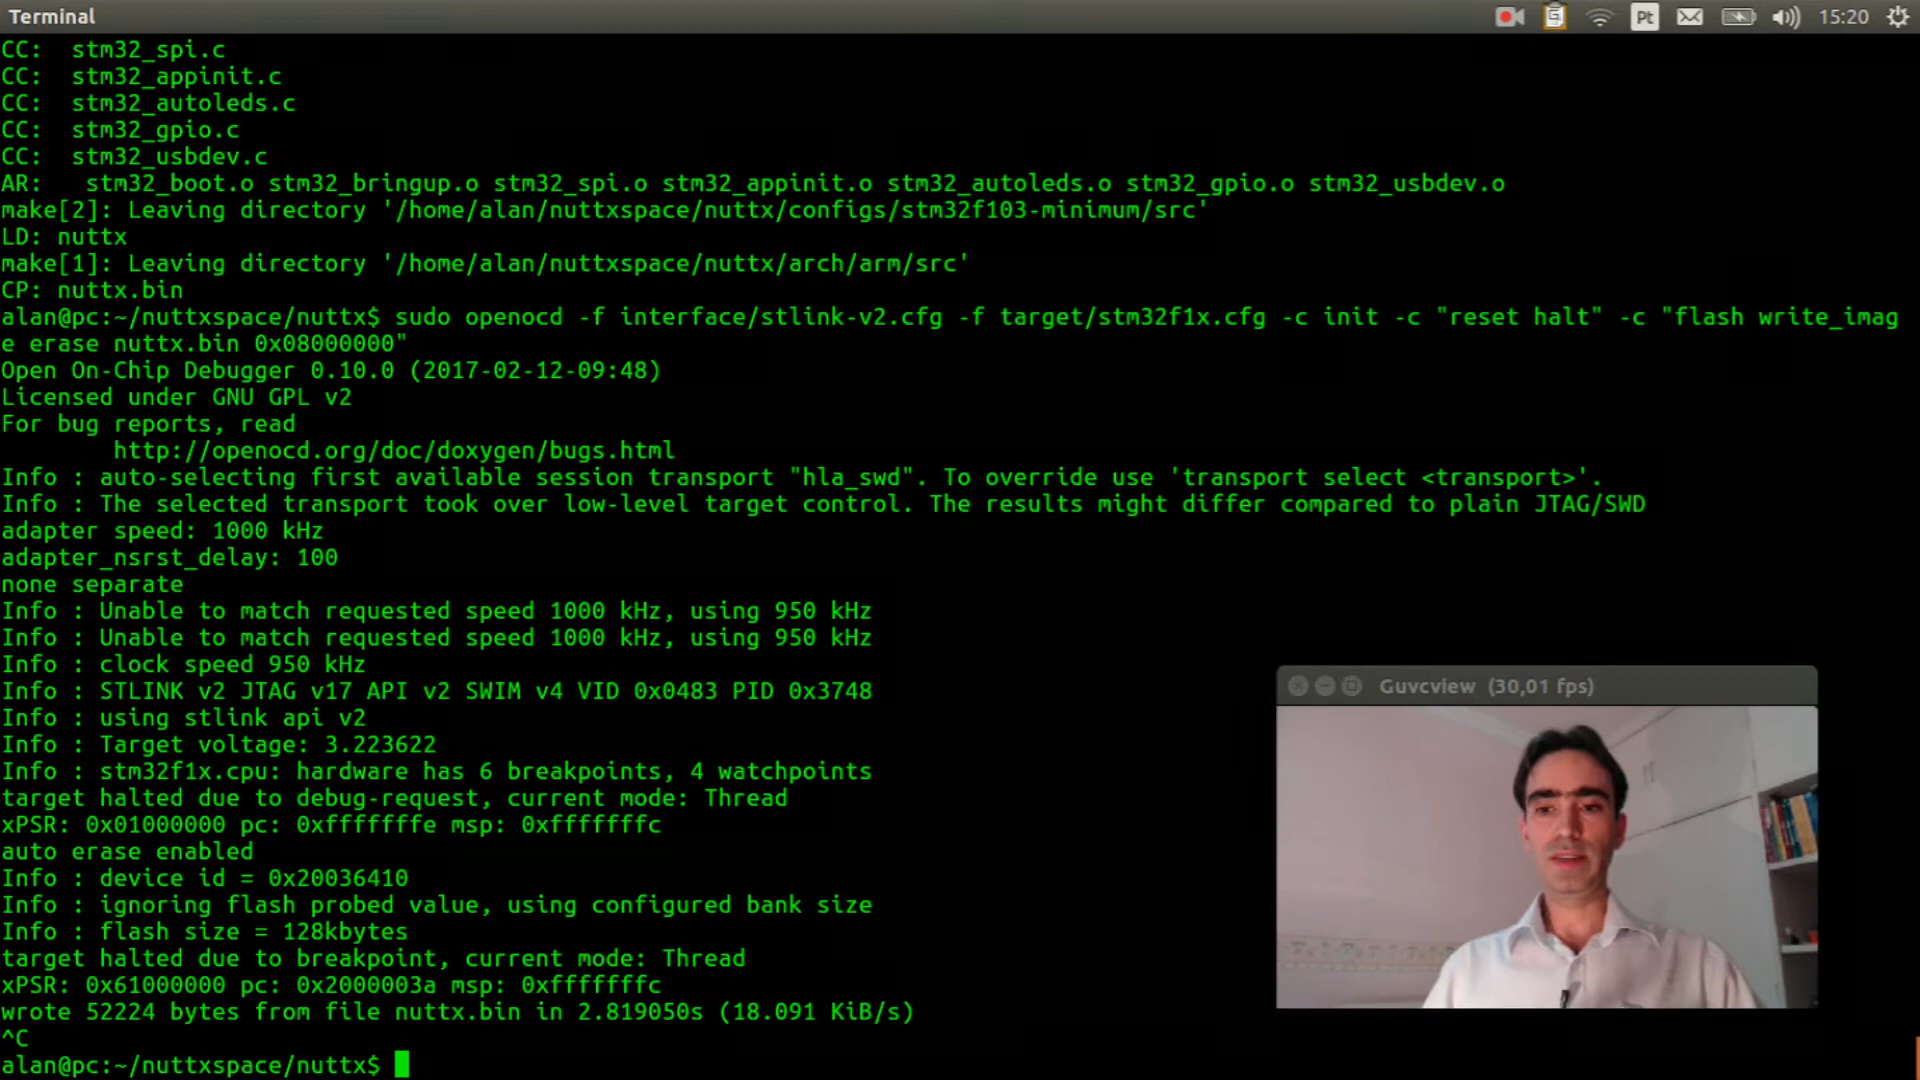 Terminal
Pt
15:20
CC:  stm32_spi.c
CC:  stm32_appinit.c
CC:  stm32_autoleds.c
CC:  stm32_gpio.c
CC:  stm32_usbdev.c
AR:   stm32_boot.o stm32_bringup.o stm32_spi.o stm32_appinit.o stm32_autoleds.o stm32_gpio.o stm32_usbdev.o
make[2]: Leaving directory '/home/alan/nuttxspace/nuttx/configs/stm32f103-minimum/src'
LD: nuttx
make[1]: Leaving directory '/home/alan/nuttxspace/nuttx/arch/arm/src'
CP: nuttx.bin
alan@pc:~/nuttxspace/nuttx$ sudo openocd -f interface/stlink-v2.cfg -f target/stm32f1x.cfg -c init -c "reset halt" -c "flash write_imag
e erase nuttx.bin 0x08000000"
Open On-Chip Debugger 0.10.0 (2017-02-12-09:48)
Licensed under GNU GPL v2
For bug reports, read
        http://openocd.org/doc/doxygen/bugs.html
Info : auto-selecting first available session transport "hla_swd". To override use 'transport select <transport>'.
Info : The selected transport took over low-level target control. The results might differ compared to plain JTAG/SWD
adapter speed: 1000 kHz
adapter_nsrst_delay: 100
none separate
Info : Unable to match requested speed 1000 kHz, using 950 kHz
Info : Unable to match requested speed 1000 kHz, using 950 kHz
Info : clock speed 950 kHz
Info : STLINK v2 JTAG v17 API v2 SWIM v4 VID 0x0483 PID 0x3748
Info : using stlink api v2
Info : Target voltage: 3.223622
Info : stm32f1x.cpu: hardware has 6 breakpoints, 4 watchpoints
target halted due to debug-request, current mode: Thread
xPSR: 0x01000000 pc: 0xfffffffe msp: 0xfffffffc
auto erase enabled
Info : device id = 0x20036410
Info : ignoring flash probed value, using configured bank size
Info : flash size = 128kbytes
target halted due to breakpoint, current mode: Thread
xPSR: 0x61000000 pc: 0x2000003a msp: 0xfffffffc
wrote 52224 bytes from file nuttx.bin in 2.819050s (18.091 KiB/s)
^C
alan@pc:~/nuttxspace/nuttx$
Guvcview  (30,01 fps)